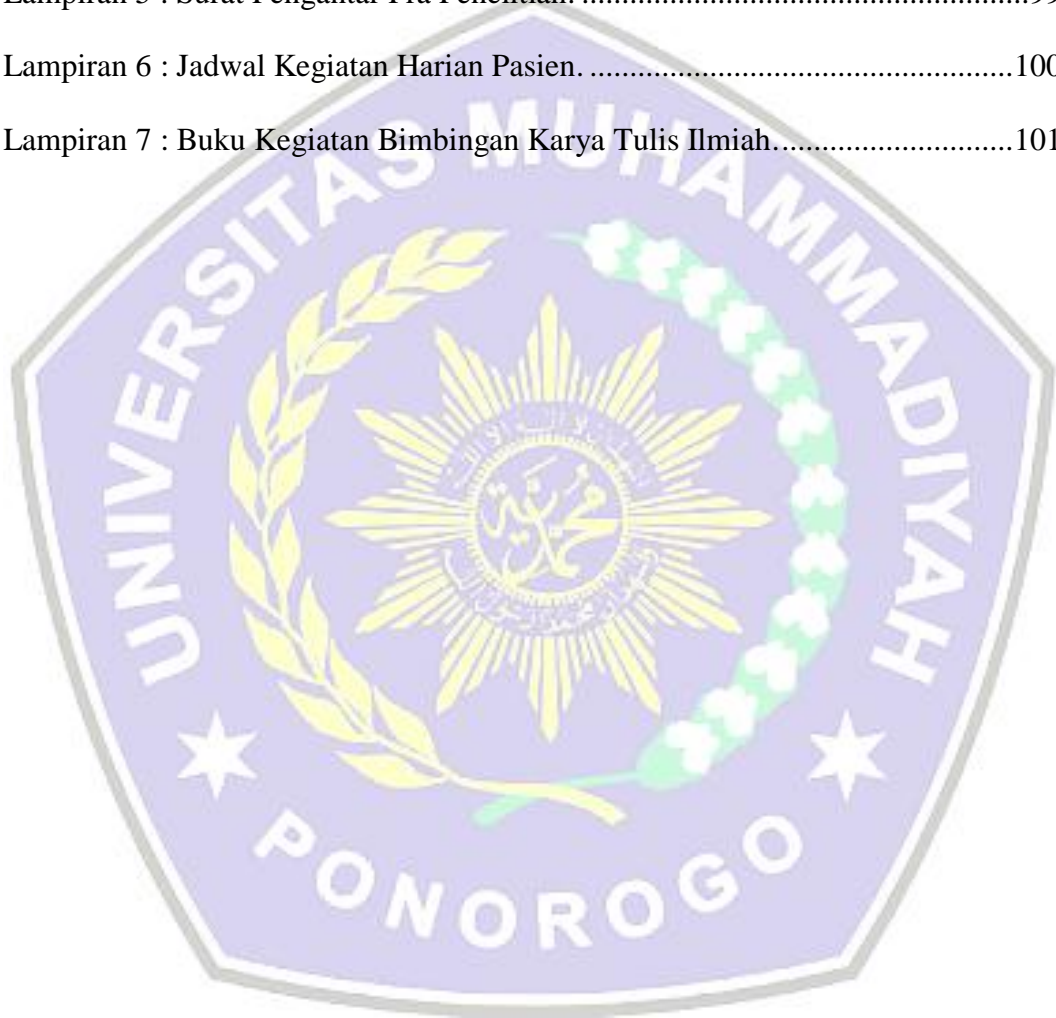 Lampiran 5 : Surat Pengantar Pra Penelitian. ........................................................99
Lampiran 6 : Jadwal Kegiatan Harian Pasien. .....................................................100
Lampiran 7 : Buku Kegiatan Bimbingan Karya Tulis Ilmiah..............................101
UNIVERSITAS MUHAMMADIYAH
محمدية
PONOROGO